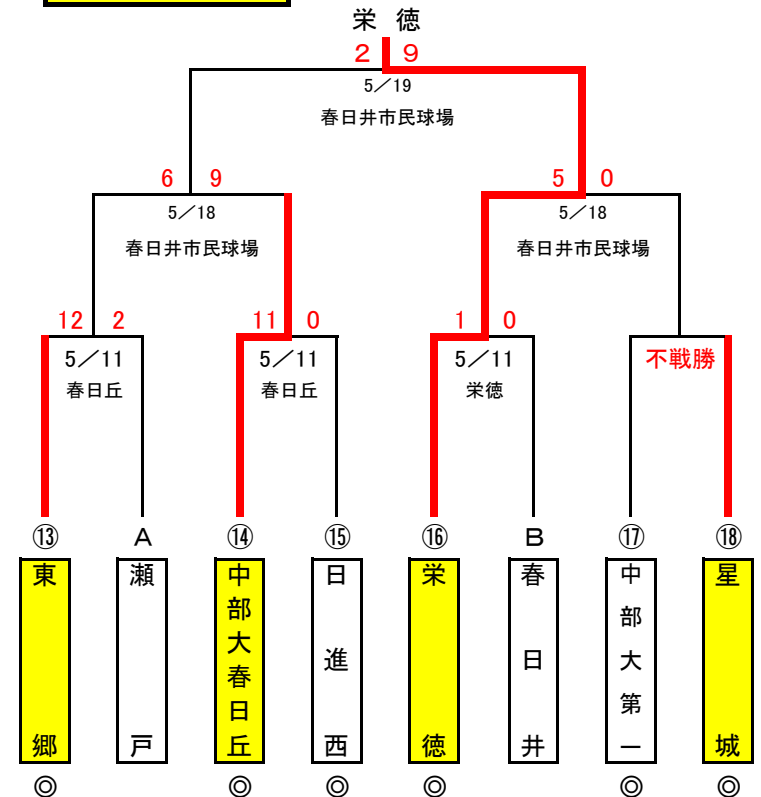 栄 徳
2 9
5／19
春日井市民球場
6 9
5 0
5／18
5／18
春日井市民球場
春日井市民球場
12 2
11 0
1 0
5／11
5／11
5／11
不戦勝
春日丘
春日丘
栄徳
⑬ A ⑭ ⑮ ⑯ B ⑰ ⑱
東郷
瀬戸
中部大春日丘
日進西
栄徳
春日井
中部大第一
星城
◎ ◎ ◎ ◎ ◎ ◎